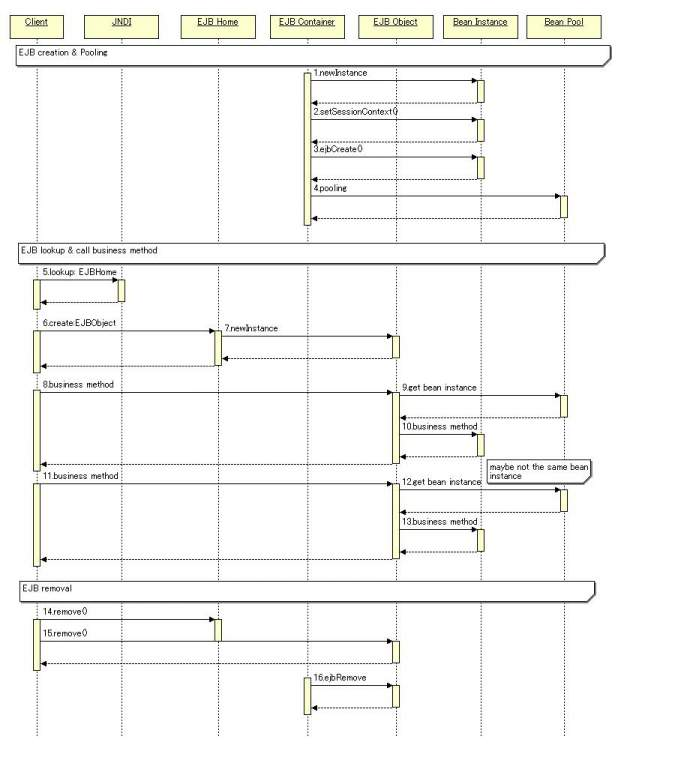 Client JNDI EJB Home EJB Container EJB Object Bean Instance Bean Pool
EJB creation & Pooling
1.newInstance
2.setSessionContext()
3.ejbCreate()
4.pooling
EJB lookup & call business method
5.lookup: EJBHome
6.create:EJBObject
7.newInstance
8.business method
9.get bean instance
10.business method
maybe not the same bean
instance
11.business method
12.get bean instance
13.business method
EJB removal
14.remove()
15.remove()
16.ejbRemove